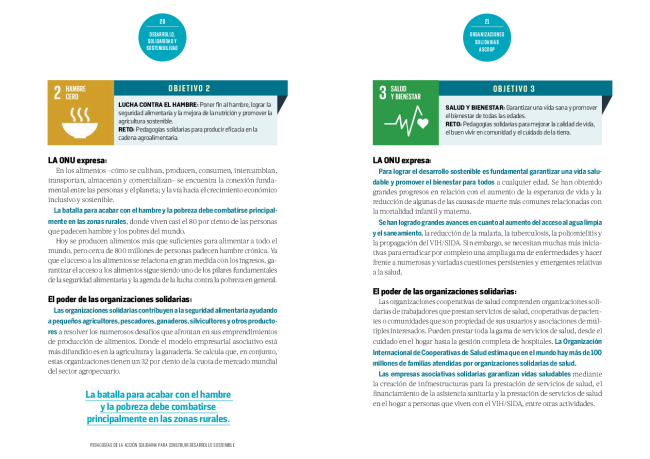 20
DESARROLLO,
SOLIDARIDAD Y
SOSTENIBILIDAD
2 HAMBRE
CERO
OBJETIVO 2
LUCHA CONTRA EL HAMBRE: Poner fin al hambre, lograr la
seguridad alimentaria y la mejora de la nutrición y promover la
agricultura sostenible.
RETO: Pedagogías solidarias para producir eficacia en la
cadena agroalimentaria.
LA ONU expresa:
En los alimentos –cómo se cultivan, producen, consumen, intercambian,
transportan, almacenan y comercializan– se encuentra la conexión funda-
mental entre las personas y el planeta; y la vía hacia el crecimiento económico
inclusivo y sostenible.
La batalla para acabar con el hambre y la pobreza debe combatirse principal-
mente en las zonas rurales, donde viven casi el 80 por ciento de las personas
que padecen hambre y los pobres del mundo.
Hoy se producen alimentos más que suficientes para alimentar a todo el
mundo, pero cerca de 800 millones de personas padecen hambre crónica. Ya
que el acceso a los alimentos se relaciona en gran medida con los ingresos, ga-
rantizar el acceso a los alimentos sigue siendo uno de los pilares fundamentales
de la seguridad alimentaria y la agenda de la lucha contra la pobreza en general.
El poder de las organizaciones solidarias:
Las organizaciones solidarias contribuyen a la seguridad alimentaria ayudando
a pequeños agricultores, pescadores, ganaderos, silvicultores y otros producto-
res a resolver los numerosos desafíos que afrontan en sus emprendimientos
de producción de alimentos. Donde el modelo empresarial asociativo está
más difundido es en la agricultura y la ganadería. Se calcula que, en conjunto,
estas organizaciones tienen un 32 por ciento de la cuota de mercado mundial
del sector agropecuario.
La batalla para acabar con el hambre
y la pobreza debe combatirse
principalmente en las zonas rurales.
PEDAGOGÍAS DE LA ACCIÓN SOLIDARIA PARA CONSTRUIR DESARROLLO SOSTENIBLE
21
ORGANIZACIONES
SOLIDARIAS
ASCOOP
3 SALUD
Y BIENESTAR
OBJETIVO 3
SALUD Y BIENESTAR: Garantizar una vida sana y promover
el bienestar de todas las edades.
RETO: Pedagogías solidarias para mejorar la calidad de vida,
el buen vivir en comunidad y el cuidado de la tierra.
LA ONU expresa:
Para lograr el desarrollo sostenible es fundamental garantizar una vida salu-
dable y promover el bienestar para todos a cualquier edad. Se han obtenido
grandes progresos en relación con el aumento de la esperanza de vida y la
reducción de algunas de las causas de muerte más comunes relacionadas con
la mortalidad infantil y materna.
Se han logrado grandes avances en cuanto al aumento del acceso al agua limpia
y el saneamiento, la reducción de la malaria, la tuberculosis, la poliomielitis y
la propagación del VIH/SIDA. Sin embargo, se necesitan muchas más inicia-
tivas para erradicar por completo una amplia gama de enfermedades y hacer
frente a numerosas y variadas cuestiones persistentes y emergentes relativas
a la salud.
El poder de las organizaciones solidarias:
Las organizaciones cooperativas de salud comprenden organizaciones soli-
darias de trabajadores que prestan servicios de salud, cooperativas de pacien-
tes o comunidades que son propiedad de sus usuarios y asociaciones de múl-
tiples interesados. Pueden prestar toda la gama de servicios de salud, desde el
cuidado en el hogar hasta la gestión completa de hospitales. La Organización
Internacional de Cooperativas de Salud estima que en el mundo hay más de 100
millones de familias atendidas por organizaciones solidarias de salud.
Las empresas asociativas solidarias garantizan vidas saludables mediante
la creación de infraestructuras para la prestación de servicios de salud, el
financiamiento de la asistencia sanitaria y la prestación de servicios de salud
en el hogar a personas que viven con el VIH/SIDA, entre otras actividades.